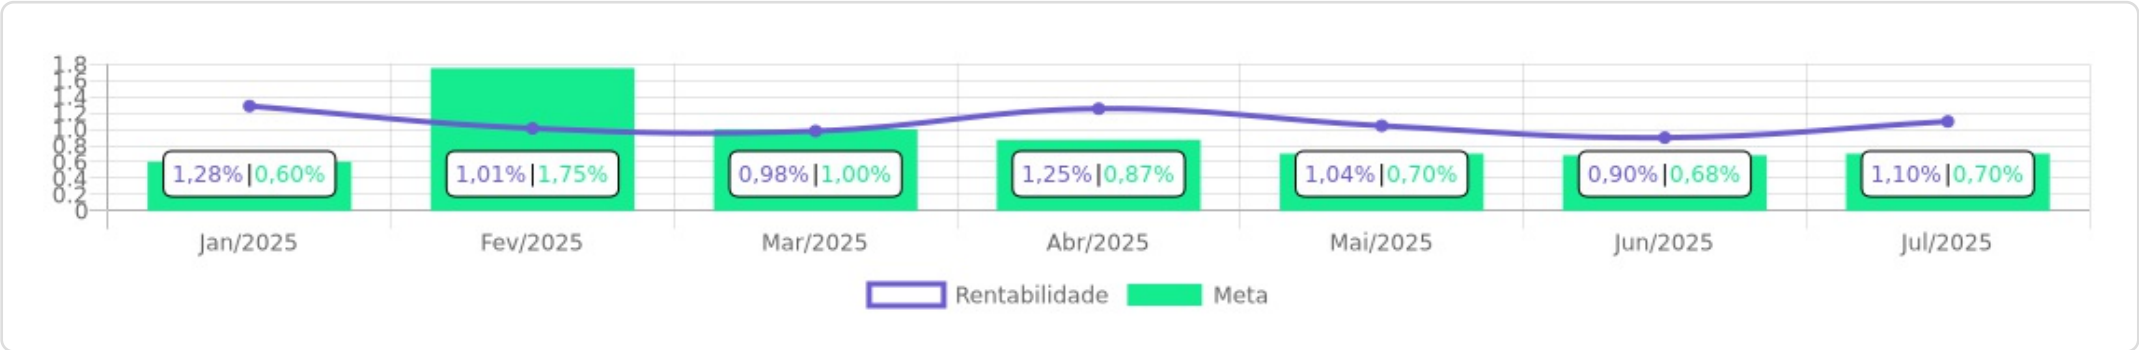 1.8
1.6
1.4
1.2
1.0
0.8
0.6
0.4
0.2
0
1,28%|0,60%
1,01%|1,75%
0,98%|1,00%
1,25%|0,87%
1,04%|0,70%
0,90%|0,68%
1,10%|0,70%
Jan/2025
Fev/2025
Mar/2025
Abr/2025
Mai/2025
Jun/2025
Jul/2025
Rentabilidade
Meta